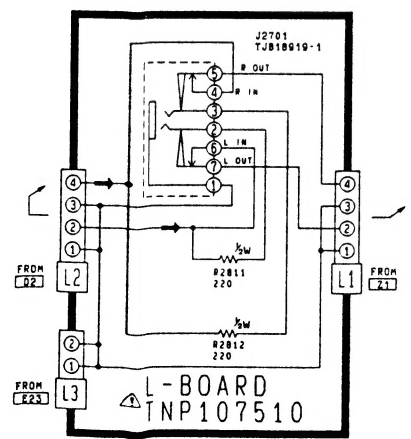 J2701
TJB18919-1
5
R OUT
4
R IN
3
2
L IN
6
7
L OUT
1
4
3
2
1
FROM
D2
L2
4
3
2
1
L1
FROM
Z1
½W
R2811
220
½W
R2812
220
2
1
FROM
E23
L3
L-BOARD
TNP107510